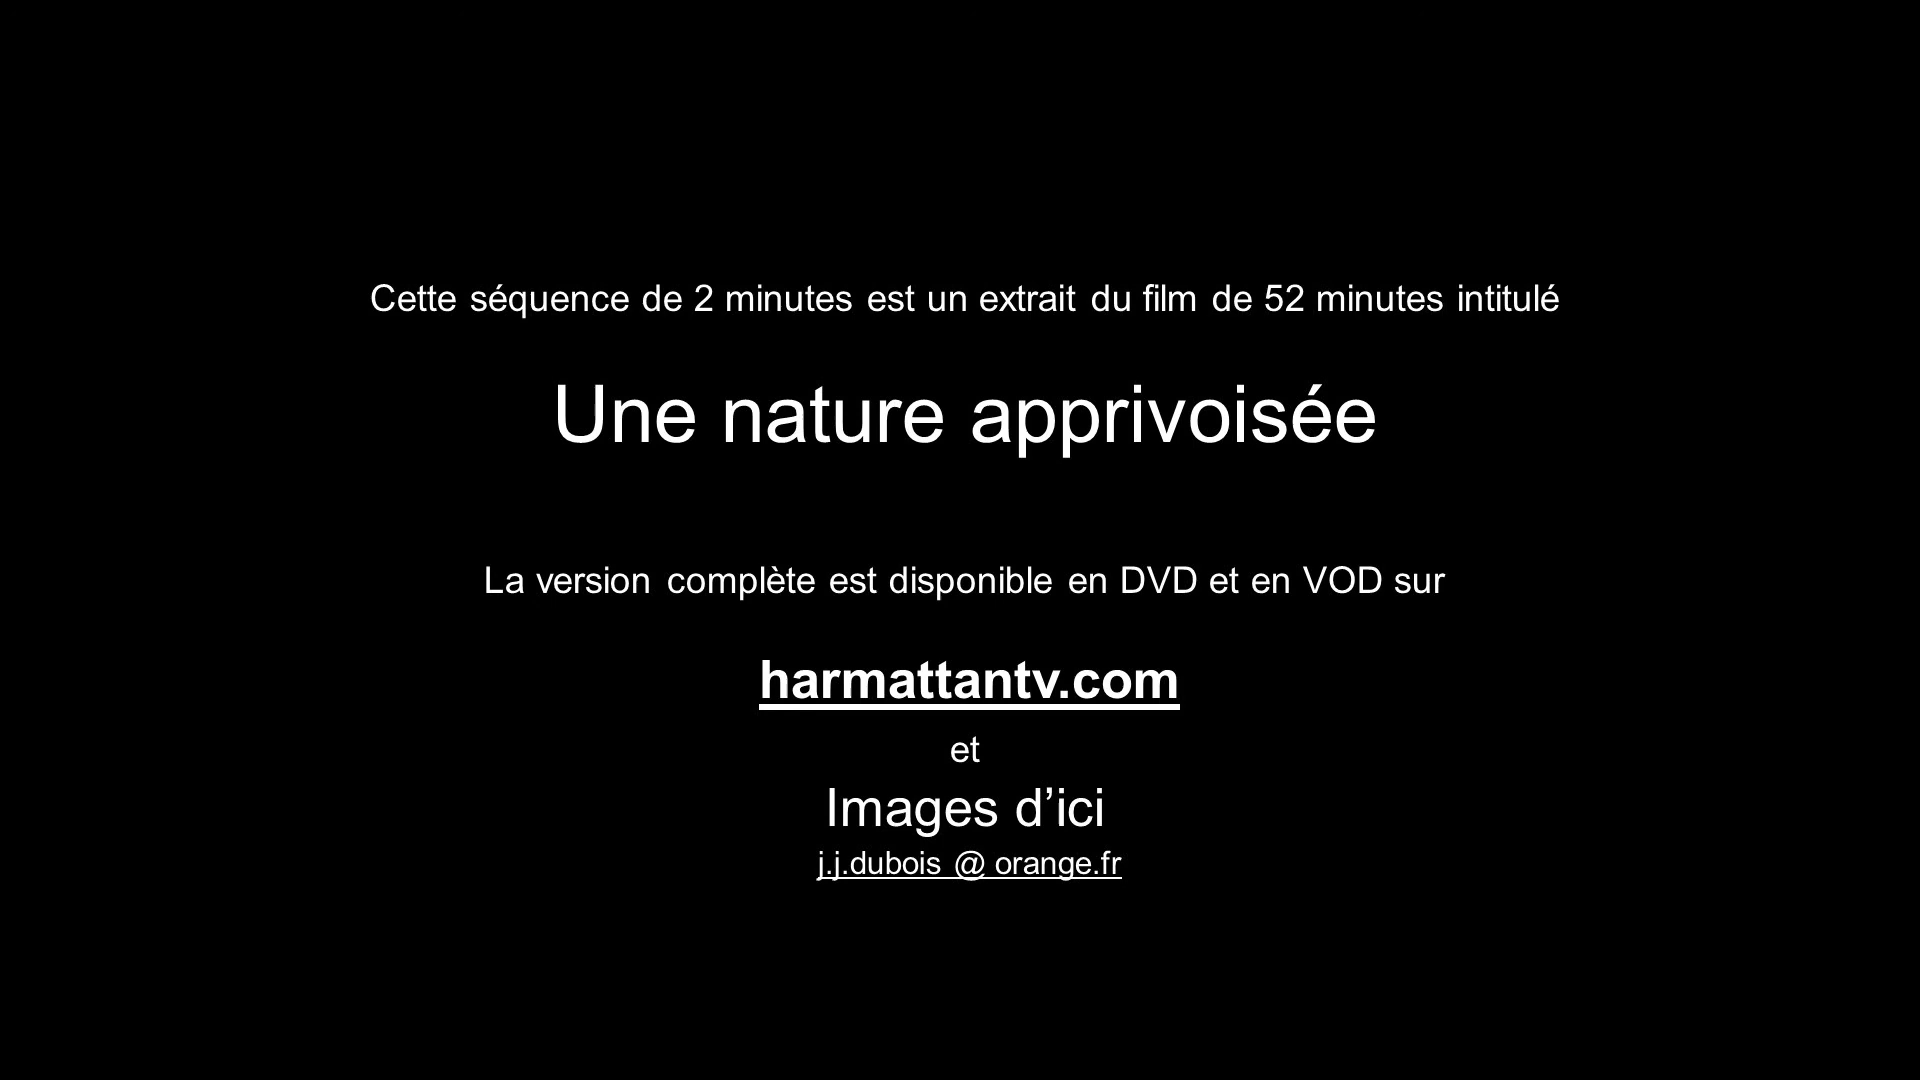 Cette séquence de 2 minutes est un extrait du film de 52 minutes intitulé
Une nature apprivoisée
La version complète est disponible en DVD et en VOD sur
harmattantv.com
et
Images d’ici
j.j.dubois @ orange.fr